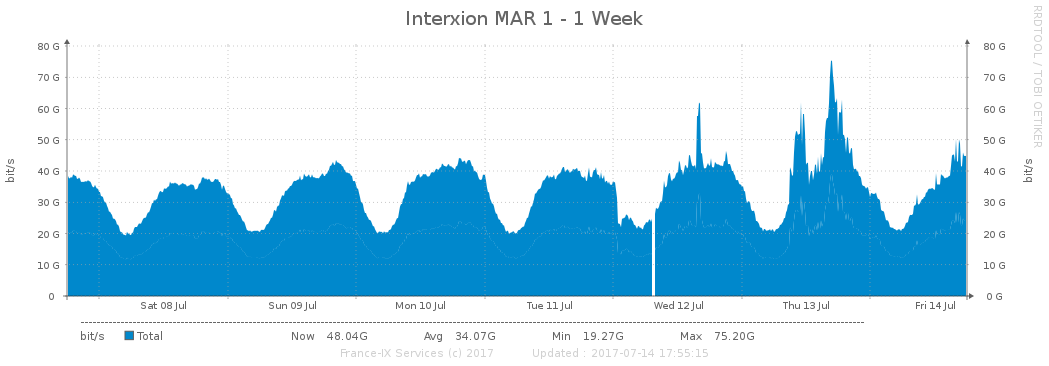 Interxion MAR 1 - 1 Week
RRDTOOL / TOBI OETIKER
80 G 80 G
70 G 70 G
60 G 60 G
50 G 50 G
40 G 40 G
30 G 30 G
20 G 20 G
10 G 10 G
0 0 G
bit/s
bit/s
Sat 08 Jul Sun 09 Jul Mon 10 Jul Tue 11 Jul Wed 12 Jul Thu 13 Jul Fri 14 Jul
bit/s Total Now 48.04G Avg 34.07G Min 19.27G Max 75.20G
France-IX Services (c) 2017 Updated : 2017-07-14 17:55:15